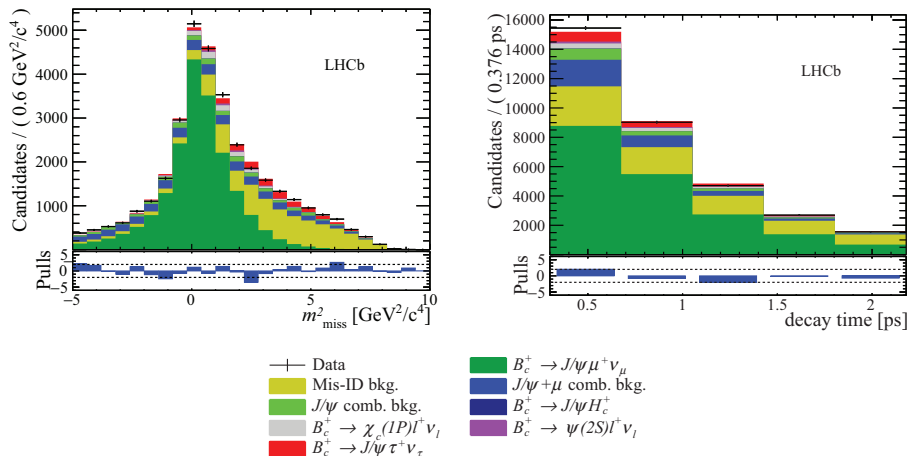 Candidates / ( 0.6 GeV²/c⁴ )
5000
4000
3000
2000
1000
LHCb
Pulls
5
0
−5
−5 0 5 10
m²miss [GeV²/c⁴]
Candidates / ( 0.376 ps )
16000
14000
12000
10000
8000
6000
4000
2000
LHCb
Pulls
5
0
−5
0.5 1 1.5 2
decay time [ps]
Data
Mis-ID bkg.
J/ψ comb. bkg.
B⁺c → χc(1P)l⁺νl
B⁺c → J/ψτ⁺ντ
B⁺c → J/ψμ⁺νμ
J/ψ+μ comb. bkg.
B⁺c → J/ψH⁺c
B⁺c → ψ(2S)l⁺νl